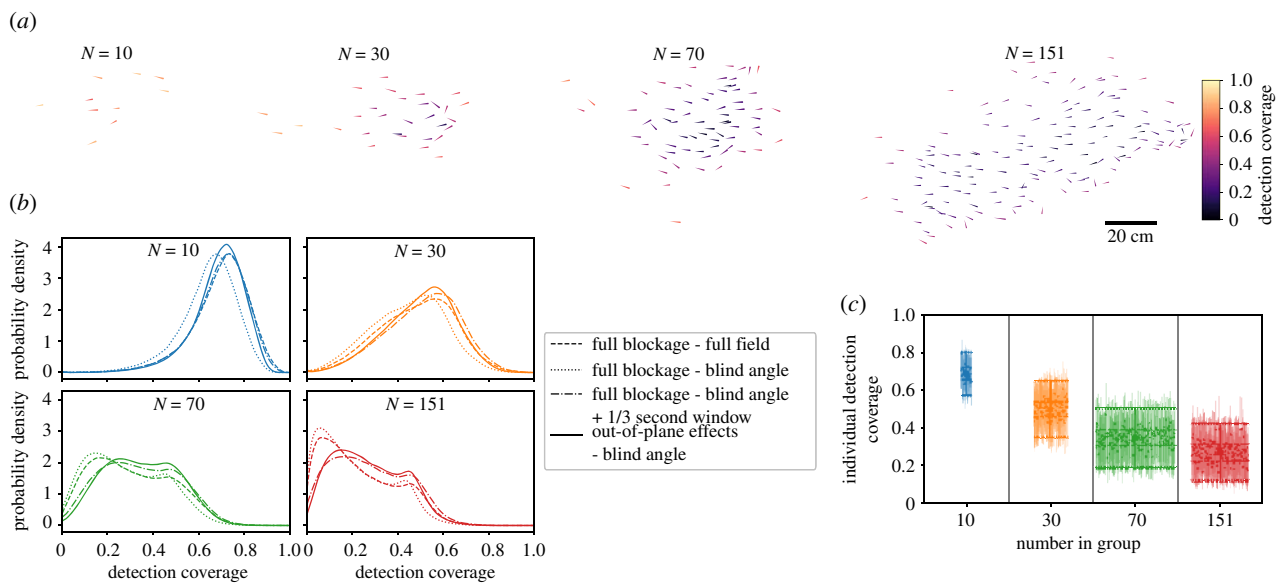 (a)
N = 10
N = 30
N = 70
N = 151
1.0
0.8
0.6
0.4
0.2
0
detection coverage
20 cm
(b)
probability density
4
3
2
1
0
N = 10
N = 30
probability density
4
3
2
1
0
N = 70
N = 151
0 0.2 0.4 0.6 0.8 1.0
0 0.2 0.4 0.6 0.8 1.0
detection coverage
detection coverage
full blockage - full field
full blockage - blind angle
full blockage - blind angle
+ 1/3 second window
out-of-plane effects
- blind angle
(c)
individual detection
coverage
1.0
0.8
0.6
0.4
0.2
0
10 30 70 151
number in group